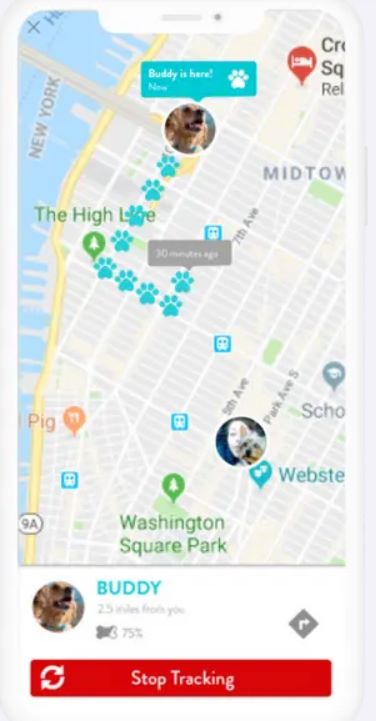 NEW YORK
Buddy is here!
Now
Cro
Sq
Rel
MIDTOW
The High Line
7th Ave
30 minutes ago
5th Ave
Park Ave S
Scho
Pig
Webste
9A
Washington
Square Park
BUDDY
2.5 miles from you
75%
Stop Tracking